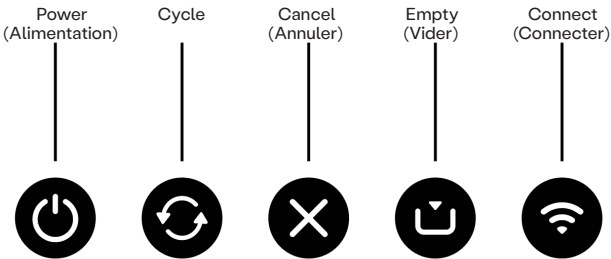 Power
(Alimentation)
Cycle
Cancel
(Annuler)
Empty
(Vider)
Connect
(Connecter)